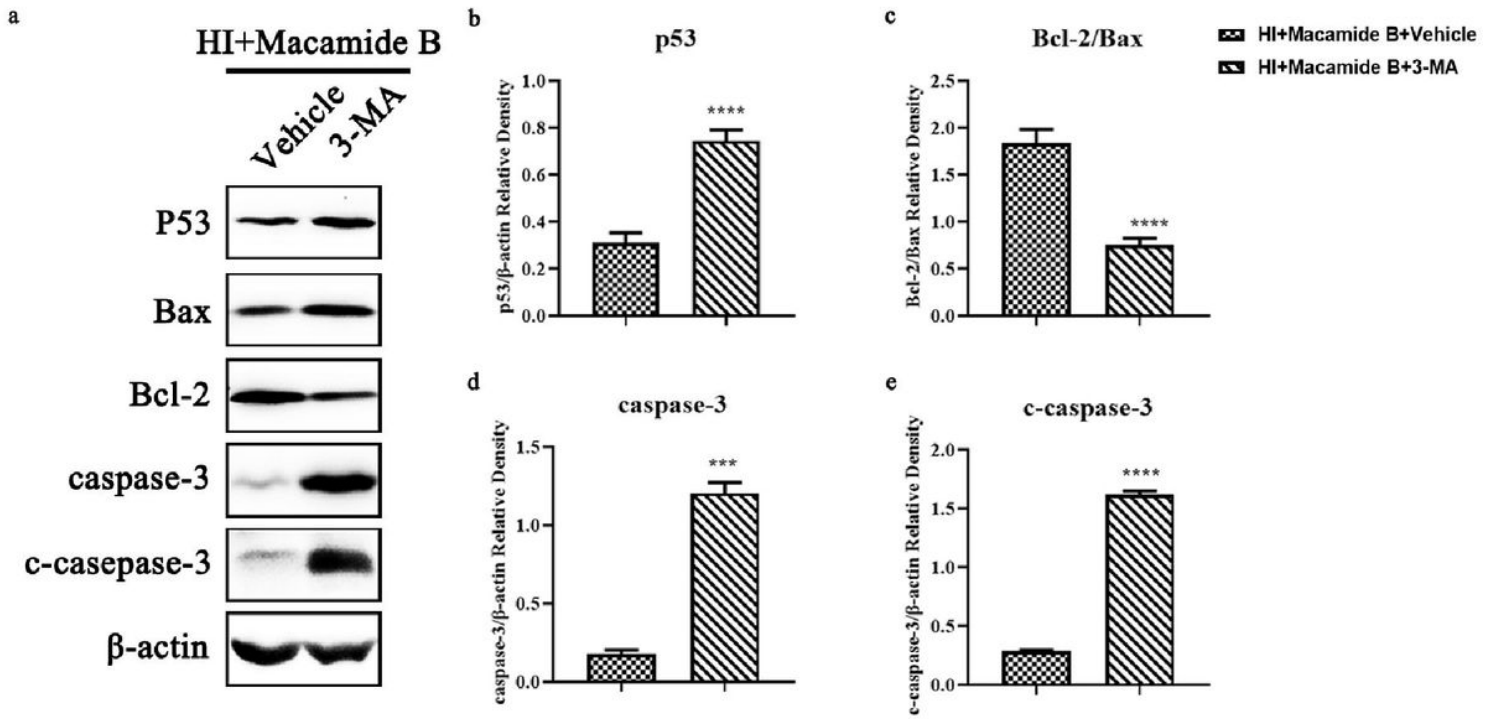 a
HI+Macamide B
Vehicle
3-MA
P53
Bax
Bcl-2
caspase-3
c-casepase-3
β-actin
b
p53
p53/β-actin Relative Density
1.0
0.8
0.6
0.4
0.2
0.0
****
c
Bcl-2/Bax
Bcl-2/Bax Relative Density
2.5
2.0
1.5
1.0
0.5
0.0
****
HI+Macamide B+Vehicle
HI+Macamide B+3-MA
d
caspase-3
caspase-3/β-actin Relative Density
1.5
1.0
0.5
0.0
***
e
c-caspase-3
c-caspase-3/β-actin Relative Density
2.0
1.5
1.0
0.5
0.0
****